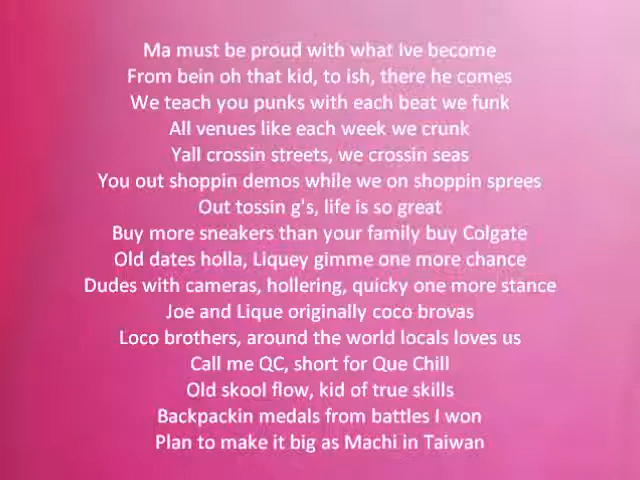 Ma must be proud with what Ive become
From bein oh that kid, to ish, there he comes
We teach you punks with each beat we funk
All venues like each week we crunk
Yall crossin streets, we crossin seas
You out shoppin demos while we on shoppin sprees
Out tossin g's, life is so great
Buy more sneakers than your family buy Colgate
Old dates holla, Liquey gimme one more chance
Dudes with cameras, hollering, quicky one more stance
Joe and Lique originally coco brovas
Loco brothers, around the world locals loves us
Call me QC, short for Que Chill
Old skool flow, kid of true skills
Backpackin medals from battles I won
Plan to make it big as Machi in Taiwan